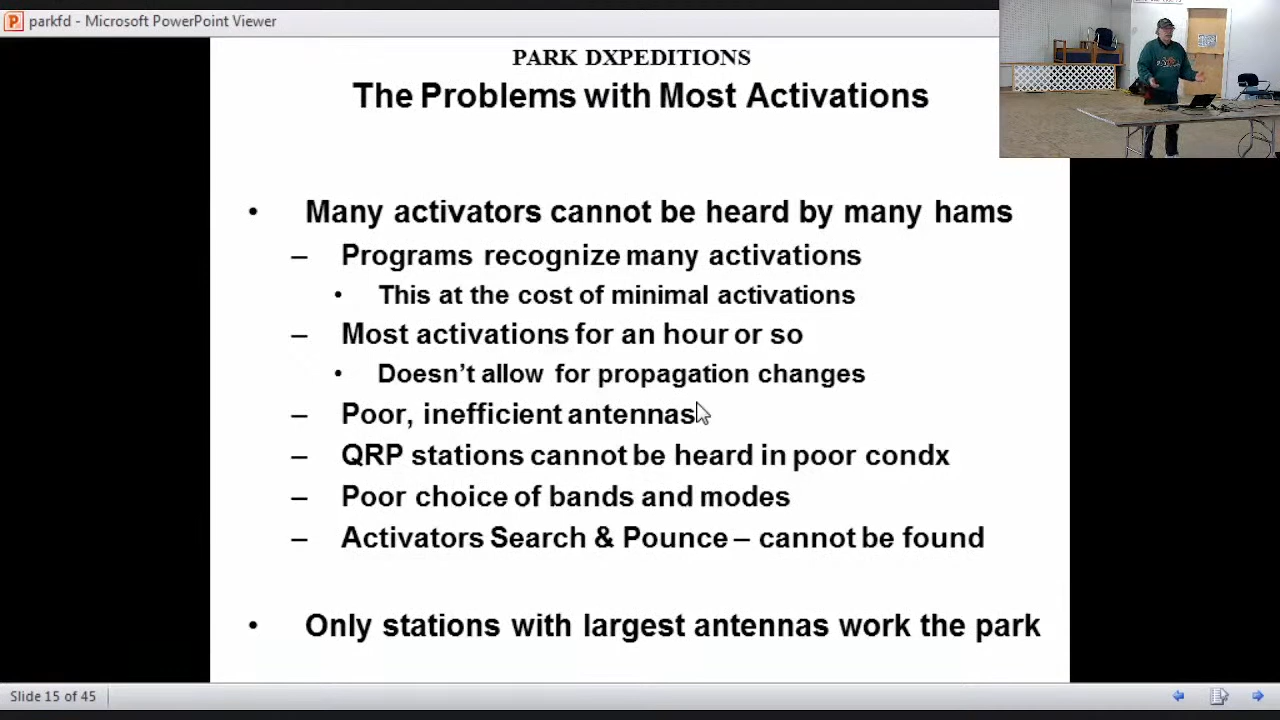 parkfd - Microsoft PowerPoint Viewer
PARK DXPEDITIONS
The Problems with Most Activations
• Many activators cannot be heard by many hams
– Programs recognize many activations
• This at the cost of minimal activations
– Most activations for an hour or so
• Doesn't allow for propagation changes
– Poor, inefficient antennas
– QRP stations cannot be heard in poor condx
– Poor choice of bands and modes
– Activators Search & Pounce – cannot be found
• Only stations with largest antennas work the park
Slide 15 of 45